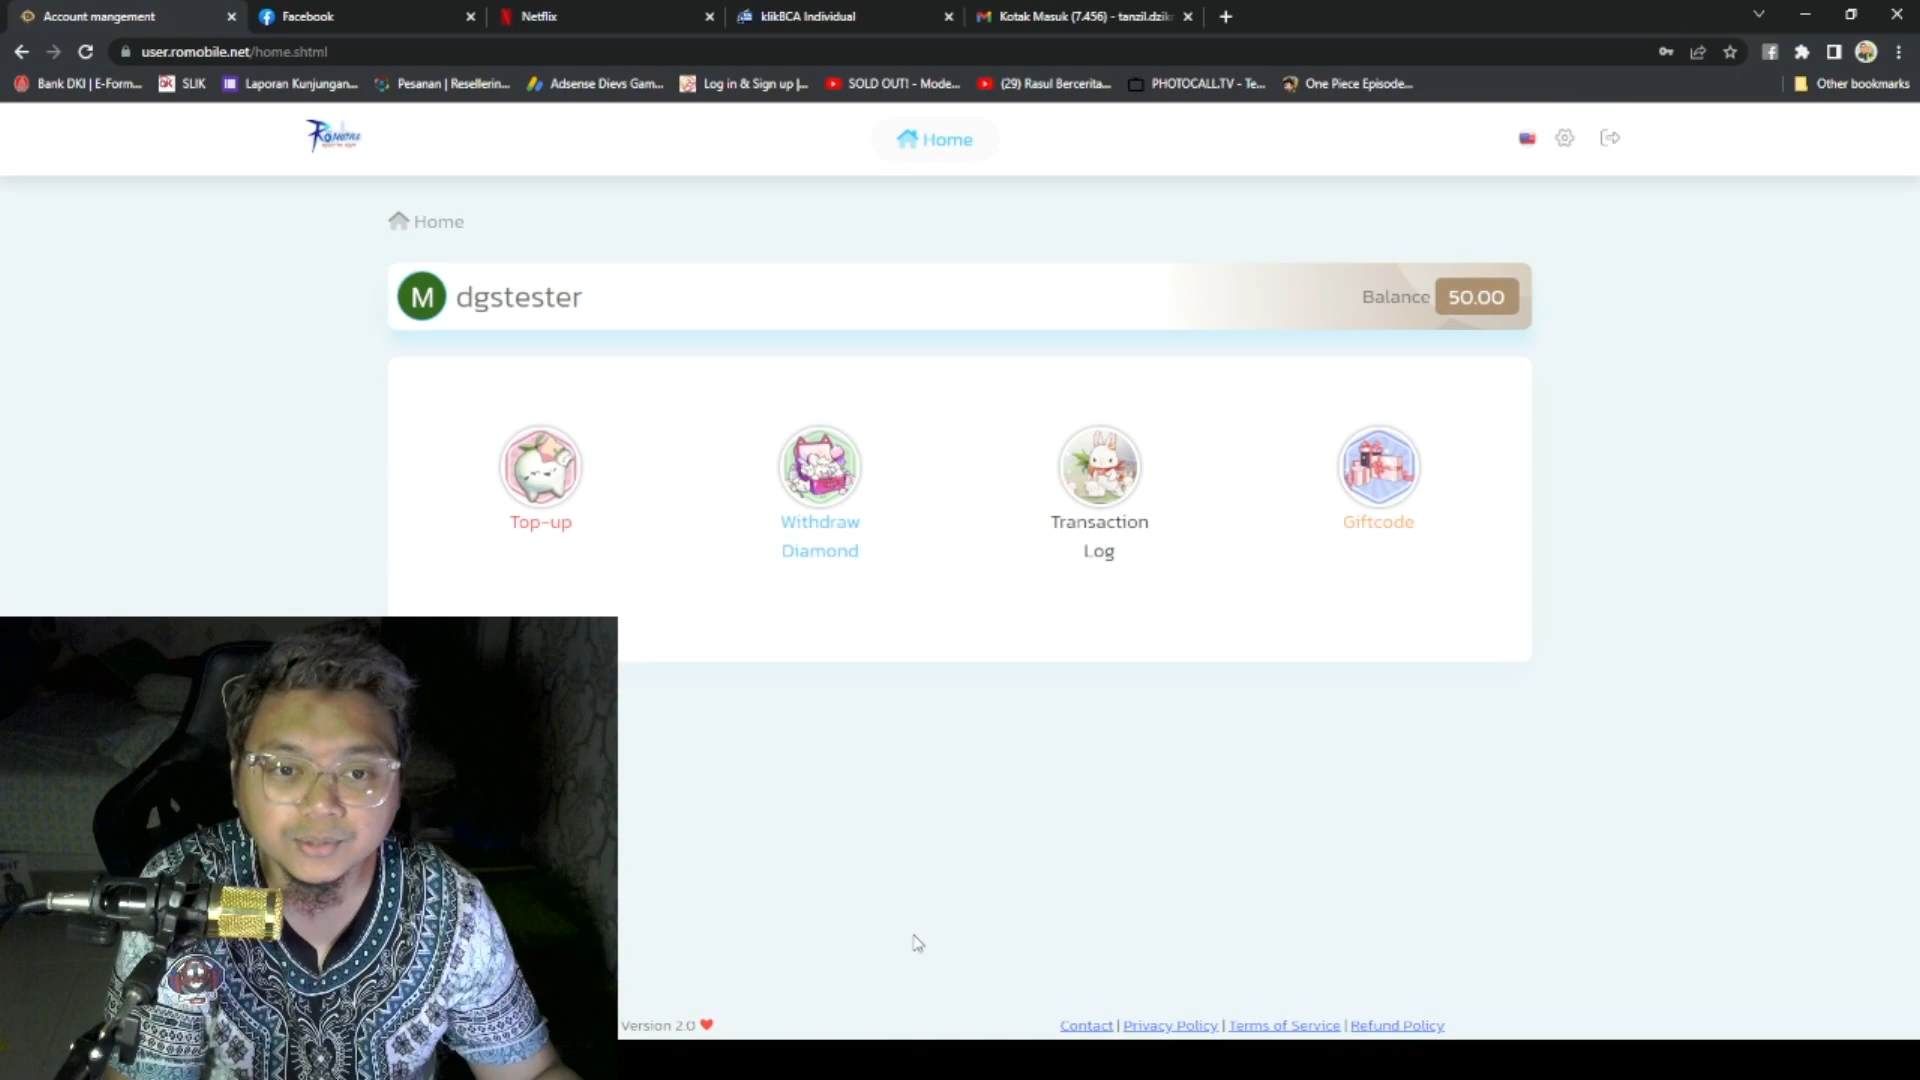 Account mangement
Facebook
Netflix
klikBCA Individual
Kotak Masuk (7.456) - tanzil.dzik
user.romobile.net/home.shtml
Bank DKI | E-Form...
SLIK
Laporan Kunjungan...
Pesanan | Resellerin...
Adsense Dievs Gam...
Log in & Sign up |...
SOLD OUT! - Mode...
(29) Rasul Bercerita...
PHOTOCALL.TV - Te...
One Piece Episode...
Other bookmarks
Home
Home
M dgstester
Balance 50.00
Top-up
Withdraw
Diamond
Transaction
Log
Giftcode
Version 2.0
Contact | Privacy Policy | Terms of Service | Refund Policy